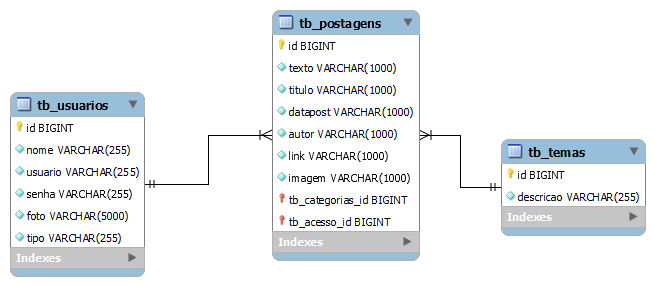 tb_usuarios
id BIGINT
nome VARCHAR(255)
usuario VARCHAR(255)
senha VARCHAR(255)
foto VARCHAR(5000)
tipo VARCHAR(255)
Indexes
tb_postagens
id BIGINT
texto VARCHAR(1000)
titulo VARCHAR(1000)
datapost VARCHAR(1000)
autor VARCHAR(1000)
link VARCHAR(1000)
imagem VARCHAR(1000)
tb_categorias_id BIGINT
tb_acesso_id BIGINT
Indexes
tb_temas
id BIGINT
descricao VARCHAR(255)
Indexes